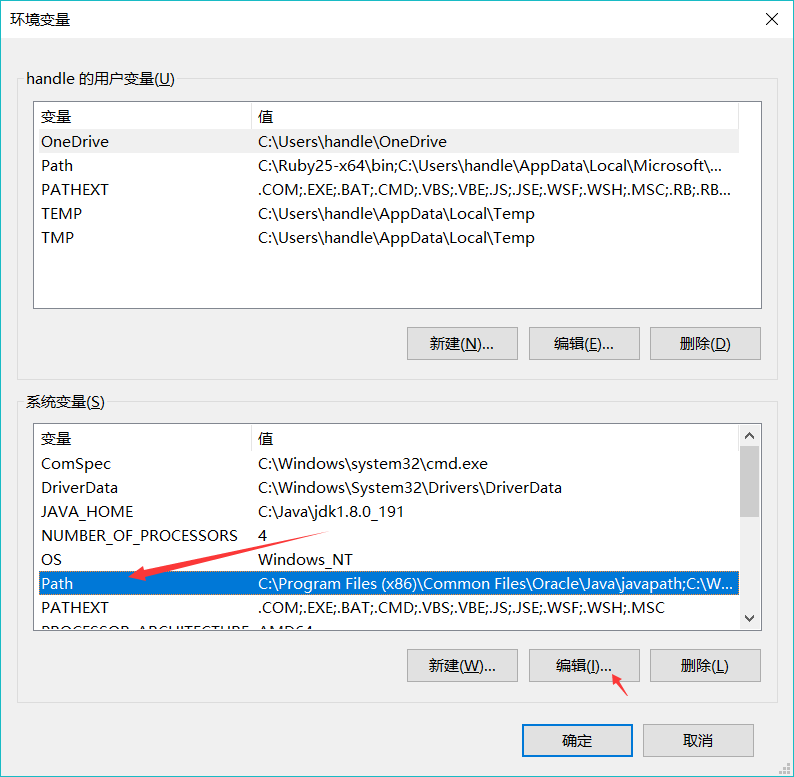 环境变量
handle 的用户变量(U)
变量 值
OneDrive C:\Users\handle\OneDrive
Path C:\Ruby25-x64\bin;C:\Users\handle\AppData\Local\Microsoft\...
PATHEXT .COM;.EXE;.BAT;.CMD;.VBS;.VBE;.JS;.JSE;.WSF;.WSH;.MSC;.RB;.RB...
TEMP C:\Users\handle\AppData\Local\Temp
TMP C:\Users\handle\AppData\Local\Temp
新建(N)... 编辑(E)... 删除(D)
系统变量(S)
变量 值
ComSpec C:\Windows\system32\cmd.exe
DriverData C:\Windows\System32\Drivers\DriverData
JAVA_HOME C:\Java\jdk1.8.0_191
NUMBER_OF_PROCESSORS 4
OS Windows_NT
Path C:\Program Files (x86)\Common Files\Oracle\Java\javapath;C:\W...
PATHEXT .COM;.EXE;.BAT;.CMD;.VBS;.VBE;.JS;.JSE;.WSF;.WSH;.MSC
PROCESSOR_ARCHITECTURE AMD64
新建(W)... 编辑(I)... 删除(L)
确定 取消